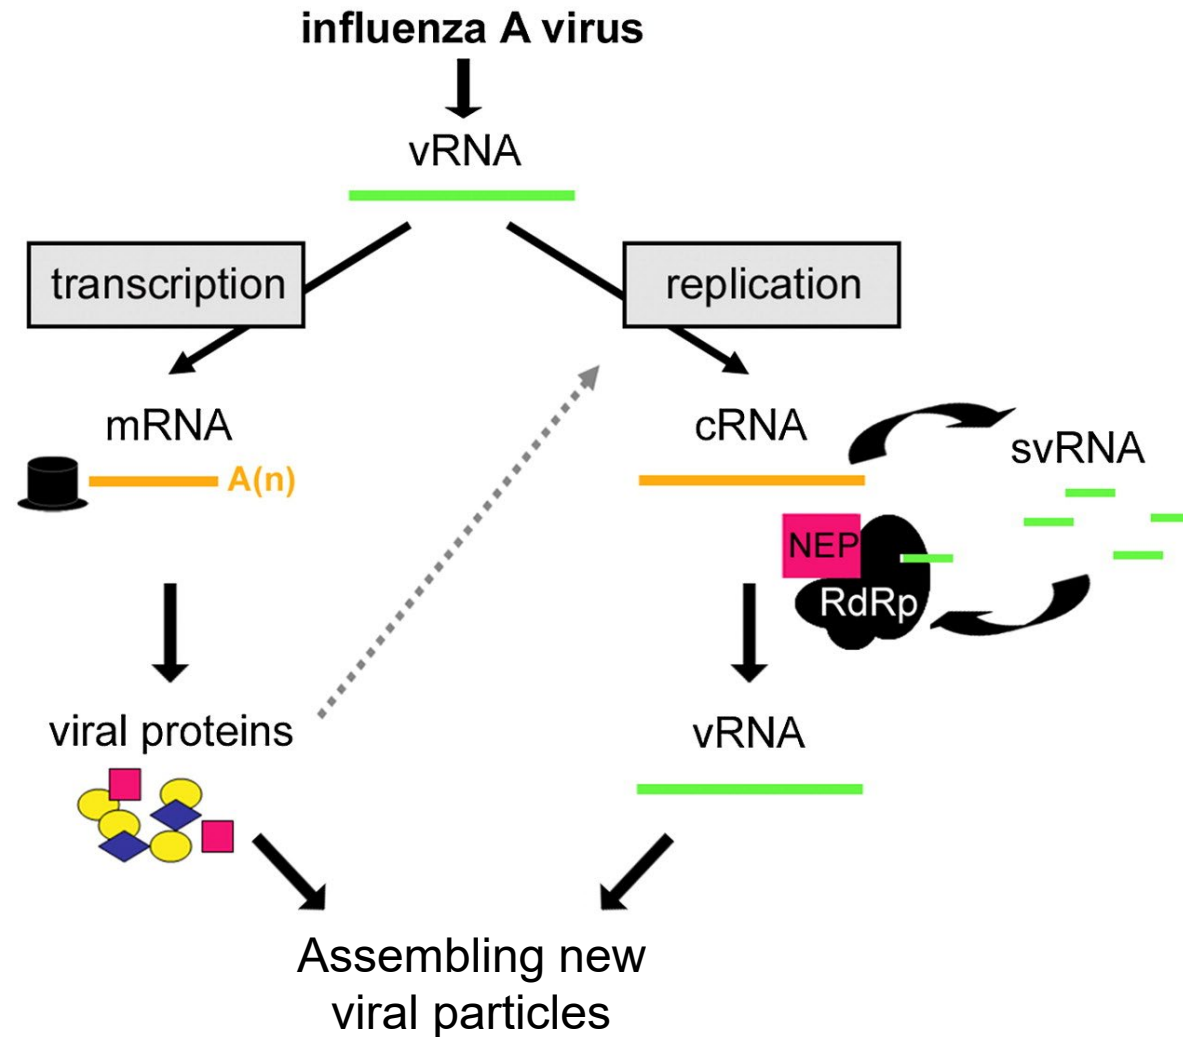 influenza A virus
vRNA
transcription
replication
mRNA
cRNA
svRNA
A(n)
NEP
RdRp
viral proteins
vRNA
Assembling new
viral particles